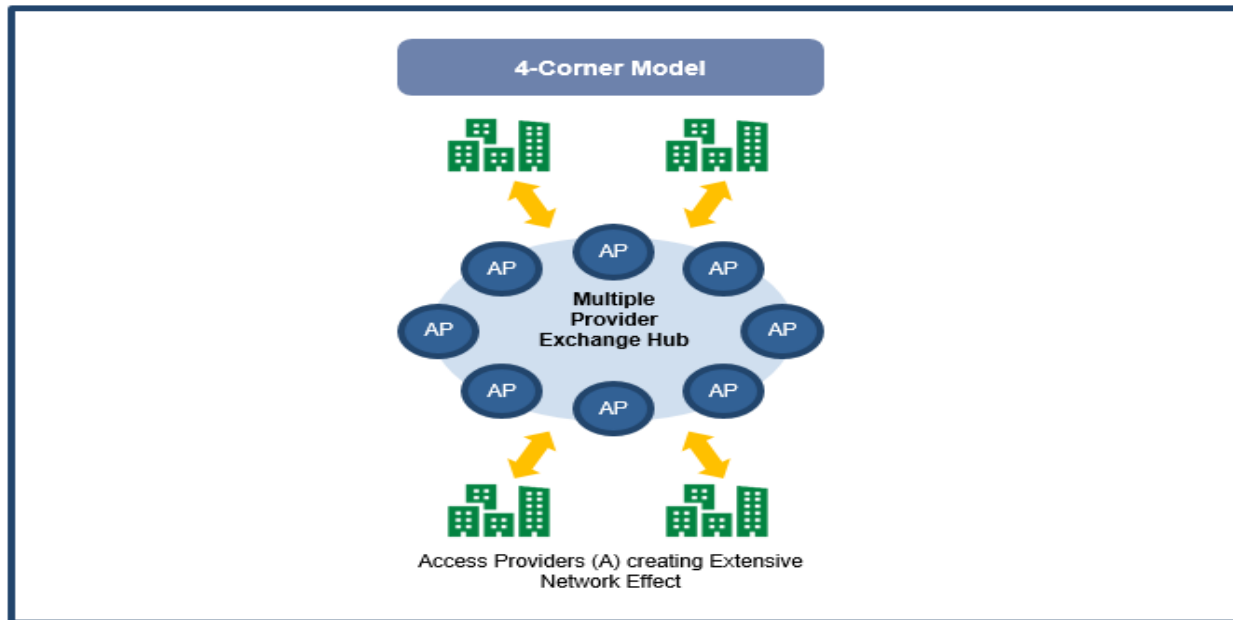 4-Corner Model
AP
AP
AP
AP
Multiple
Provider
Exchange Hub
AP
AP
AP
AP
Access Providers (A) creating Extensive
Network Effect